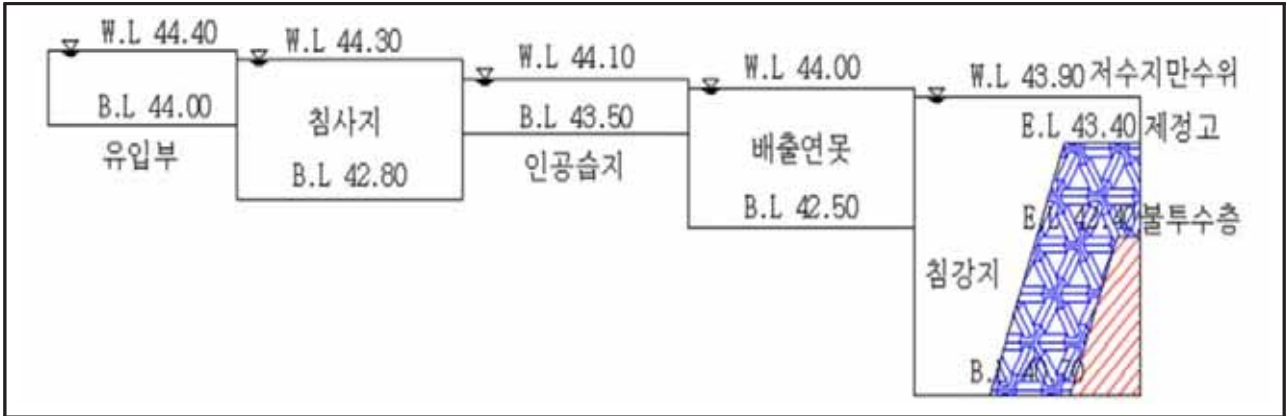 W.L 44.40
B.L 44.00
유입부
W.L 44.30
침사지
B.L 42.80
W.L 44.10
B.L 43.50
인공습지
W.L 44.00
배출연못
B.L 42.50
W.L 43.90 저수지만수위
E.L 43.40 제정고
E.L 42.40 불투수층
침강지
B.L 40.70